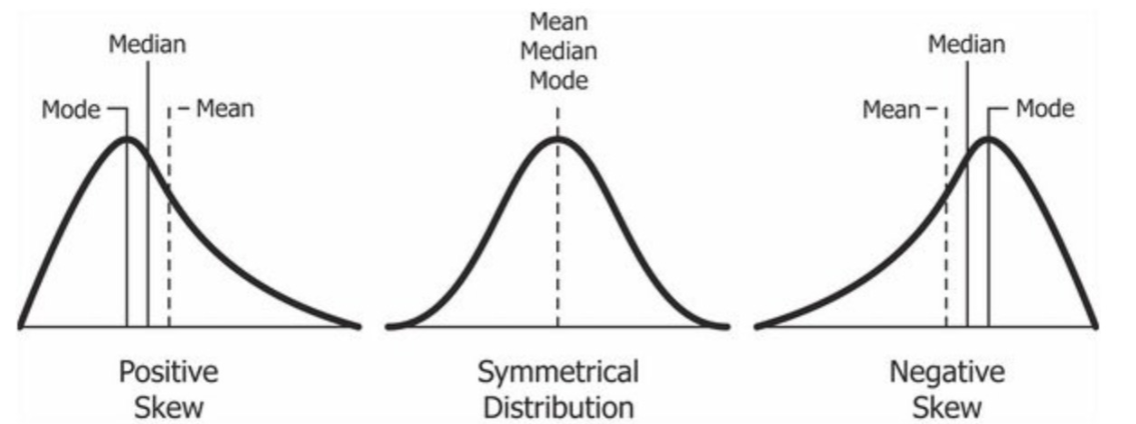 Median
Mode
Mean
Positive
Skew
Mean
Median
Mode
Symmetrical
Distribution
Median
Mean
Mode
Negative
Skew